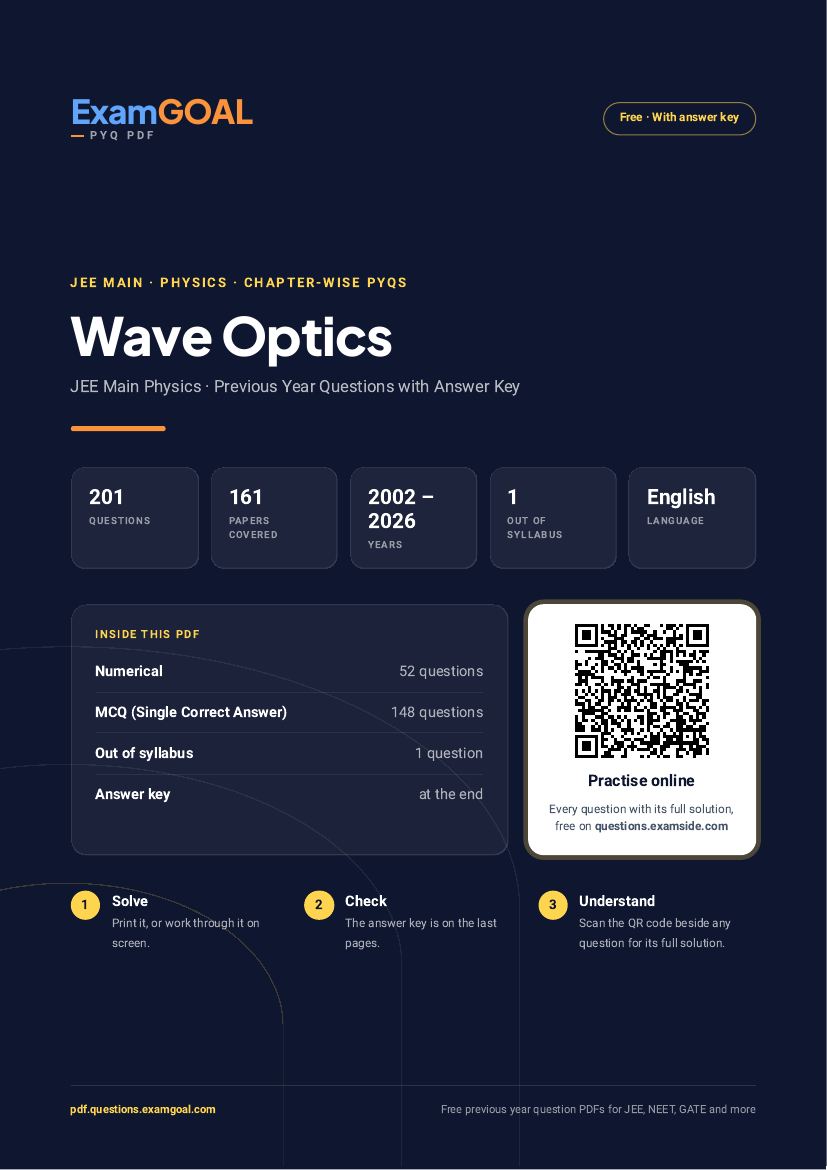 ExamGOAL
PYQ PDF
Free · With answer key
JEE MAIN · PHYSICS · CHAPTER-WISE PYQS
Wave Optics
JEE Main Physics · Previous Year Questions with Answer Key
201
QUESTIONS
161
PAPERS
COVERED
2002 –
2026
YEARS
1
OUT OF
SYLLABUS
English
LANGUAGE
INSIDE THIS PDF
Numerical 52 questions
MCQ (Single Correct Answer) 148 questions
Out of syllabus 1 question
Answer key at the end
Practise online
Every question with its full solution,
free on questions.examside.com
1 Solve
Print it, or work through it on
screen.
2 Check
The answer key is on the last
pages.
3 Understand
Scan the QR code beside any
question for its full solution.
pdf.questions.examgoal.com
Free previous year question PDFs for JEE, NEET, GATE and more